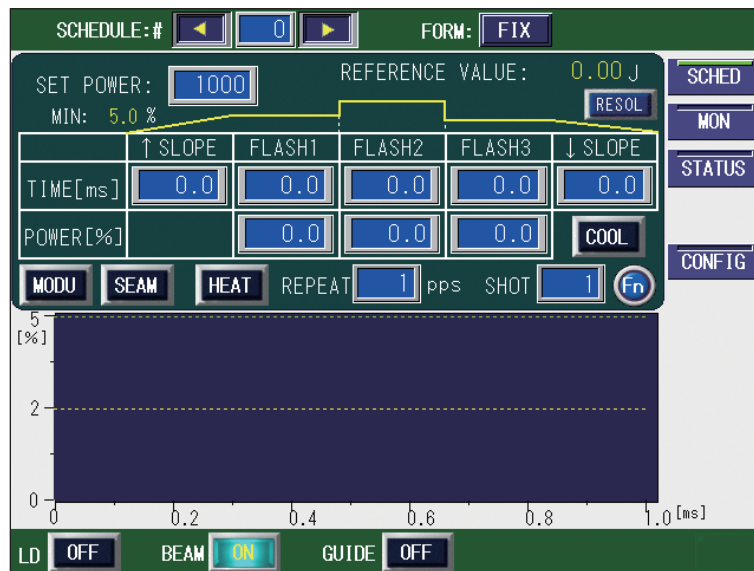 SCHEDULE:# ◀ 0 ▶ FORM: FIX
SET POWER: 1000 REFERENCE VALUE: 0.00 J
MIN: 5.0 % RESOL
↑ SLOPE FLASH1 FLASH2 FLASH3 ↓ SLOPE
TIME[ms] 0.0 0.0 0.0 0.0 0.0
POWER[%] 0.0 0.0 0.0 COOL
MODU SEAM HEAT REPEAT 1 pps SHOT 1 Fn
SCHED
MON
STATUS
CONFIG
5
[%]
2
0
0 0.2 0.4 0.6 0.8 1.0 [ms]
LD OFF BEAM ON GUIDE OFF